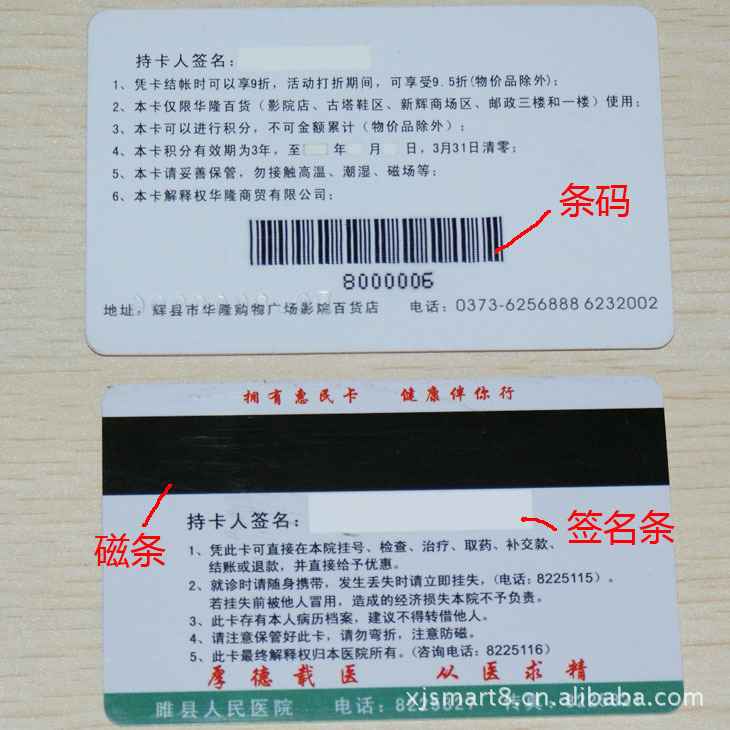 持卡人签名：
1、凭卡结帐时可以享9折，活动打折期间，可享受9.5折(物价品除外)；
2、本卡仅限华隆百货（影院店、古塔鞋区、新辉商场区、邮政三楼和一楼）使用；
3、本卡可以进行积分，不可金额累计（物价品除外）；
4、本卡积分有效期为3年，至 年 月 日，3月31日清零；
5、本卡请妥善保管，勿接触高温、潮湿、磁场等；
6、本卡解释权华隆商贸有限公司；
条码
8000006
地址：辉县市华隆购物广场影院百货店 电话：0373-6256888 6232002
拥有惠民卡 健康伴你行
磁条
持卡人签名：
签名条
1、凭此卡可直接在本院挂号、检查、治疗、取药、补交款、
结账或退款，并直接给予优惠。
2、就诊时请随身携带，发生丢失时请立即挂失，（电话：8225115）。
若挂失前被他人冒用，造成的经济损失本院不予负责。
3、此卡存有本人病历档案，建议不得转借他人。
4、请注意保管好此卡，请勿弯折，注意防磁。
5、此卡最终解释权归本医院所有。（咨询电话：8225116）
厚德载医 从医求精
睢县人民医院 电话：
xjsmart8.cn.alibaba.com